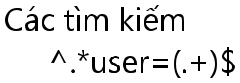 Các tìm kiếm
^.*user=(.+)$